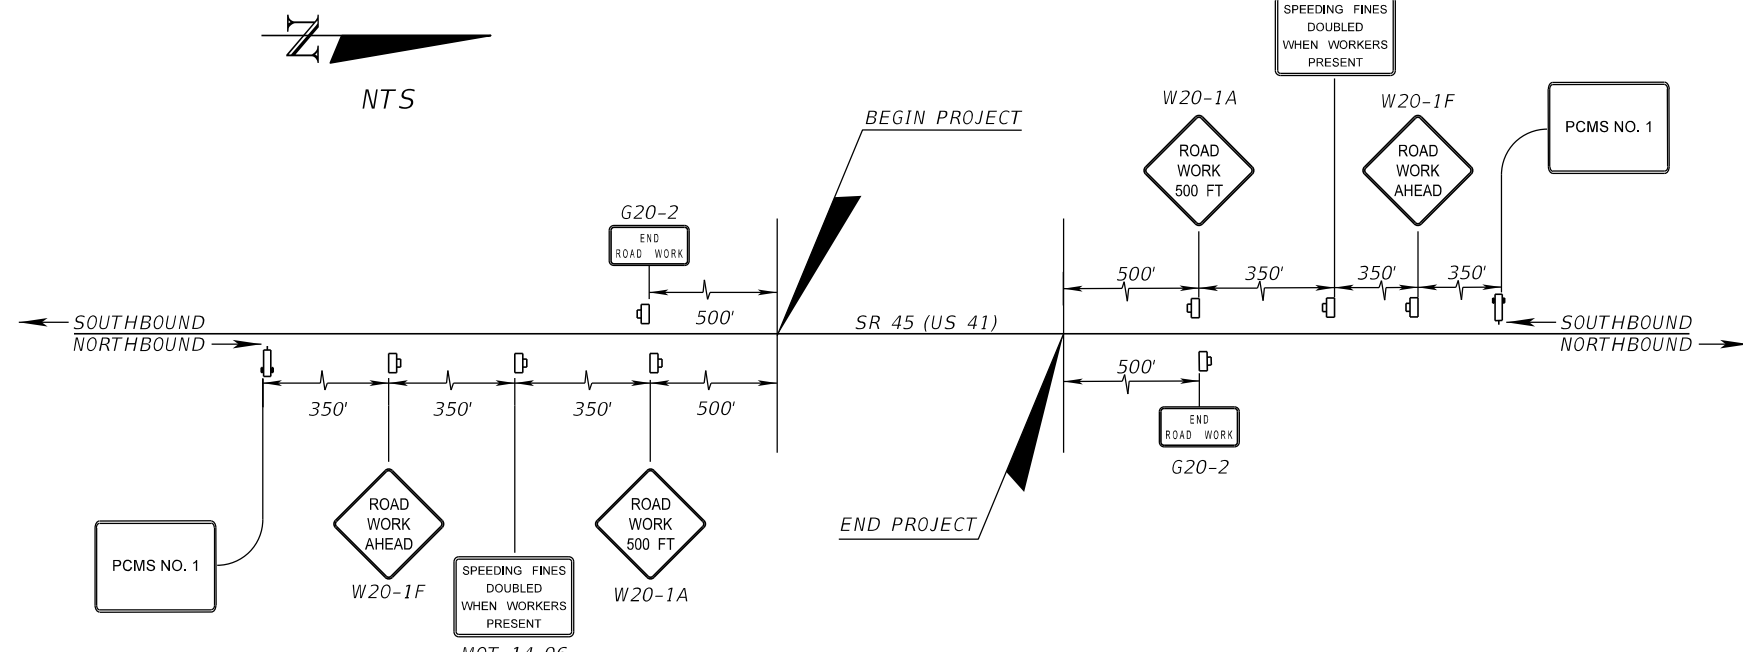 SPEEDING FINES
DOUBLED
WHEN WORKERS
PRESENT
N
NTS
BEGIN PROJECT
W20-1A
ROAD
WORK
500 FT
W20-1F
ROAD
WORK
AHEAD
PCMS NO. 1
G20-2
END
ROAD WORK
500'
500'
350'
350'
350'
SOUTHBOUND
NORTHBOUND
SR 45 (US 41)
SOUTHBOUND
NORTHBOUND
350'
350'
350'
500'
500'
END
ROAD WORK
G20-2
END PROJECT
PCMS NO. 1
ROAD
WORK
AHEAD
W20-1F
SPEEDING FINES
DOUBLED
WHEN WORKERS
PRESENT
ROAD
WORK
500 FT
W20-1A